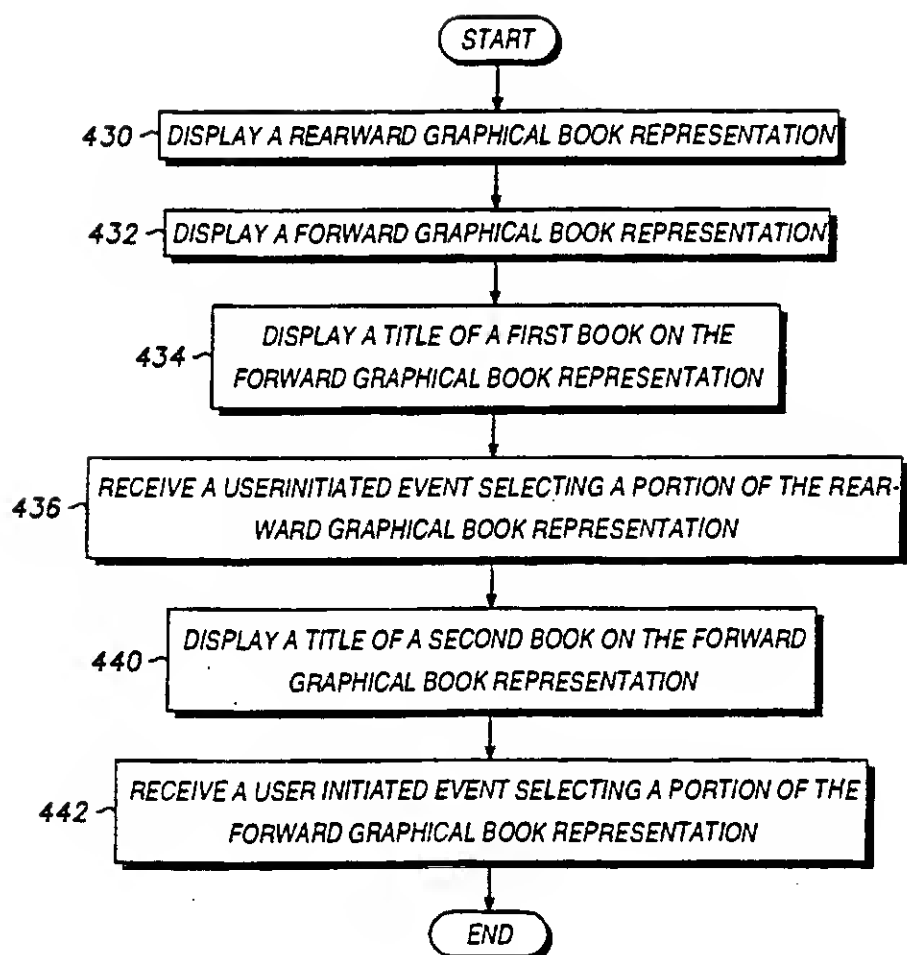 START
430 DISPLAY A REARWARD GRAPHICAL BOOK REPRESENTATION
432 DISPLAY A FORWARD GRAPHICAL BOOK REPRESENTATION
DISPLAY A TITLE OF A FIRST BOOK ON THE
434 FORWARD GRAPHICAL BOOK REPRESENTATION
RECEIVE A USERINITIATED EVENT SELECTING A PORTION OF THE REAR-
436 WARD GRAPHICAL BOOK REPRESENTATION
DISPLAY A TITLE OF A SECOND BOOK ON THE FORWARD
440 GRAPHICAL BOOK REPRESENTATION
RECEIVE A USER INITIATED EVENT SELECTING A PORTION OF THE
442 FORWARD GRAPHICAL BOOK REPRESENTATION
END